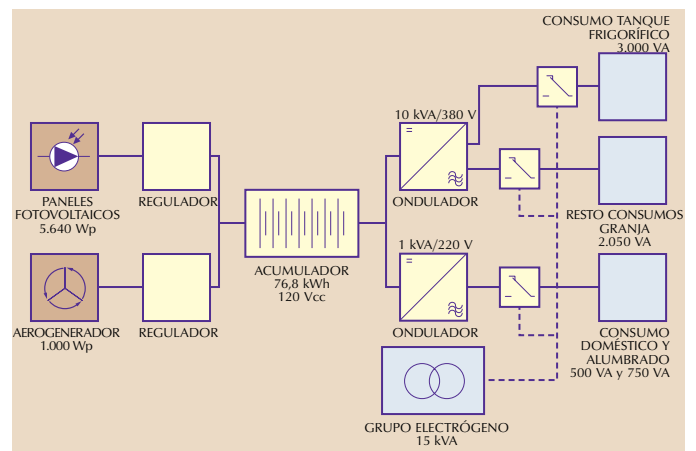 CONSUMO TANQUE
FRIGORÍFICO
3.000 VA
10 kVA/380 V
PANELES
FOTOVOLTAICOS
5.640 Wp
REGULADOR
ONDULADOR
RESTO CONSUMOS
GRANJA
2.050 VA
1 kVA/220 V
ACUMULADOR
76,8 kWh
120 Vcc
AEROGENERADOR
1.000 Wp
REGULADOR
ONDULADOR
CONSUMO
DOMÉSTICO Y
ALUMBRADO
500 VA y 750 VA
GRUPO ELECTRÓGENO
15 kVA